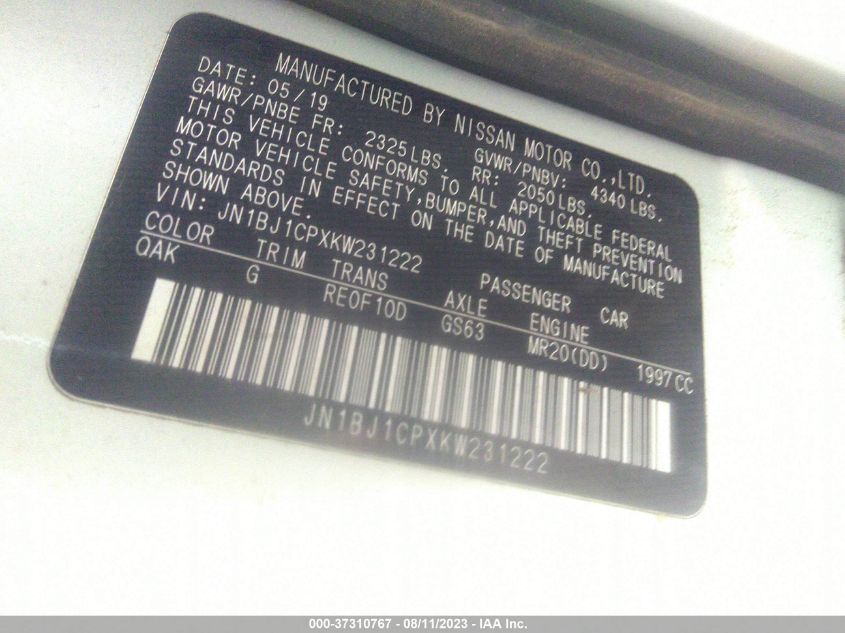 MANUFACTURED BY NISSAN MOTOR CO.,LTD.
DATE: 05/19 GVWR/PNBV: 4340 LBS.
GAWR/PNBE FR: 2325LBS. RR: 2050LBS.
THIS VEHICLE CONFORMS TO ALL APPLICABLE FEDERAL
MOTOR VEHICLE SAFETY,BUMPER,AND THEFT PREVENTION
STANDARDS IN EFFECT ON THE DATE OF MANUFACTURE
SHOWN ABOVE.
VIN: JN1BJ1CPXKW231222 PASSENGER CAR
COLOR TRIM TRANS AXLE ENGINE
QAK G RE0F10D GS63 MR20(DD) 1997CC
JN1BJ1CPXKW231222
000-37310767 - 08/11/2023 - IAA Inc.